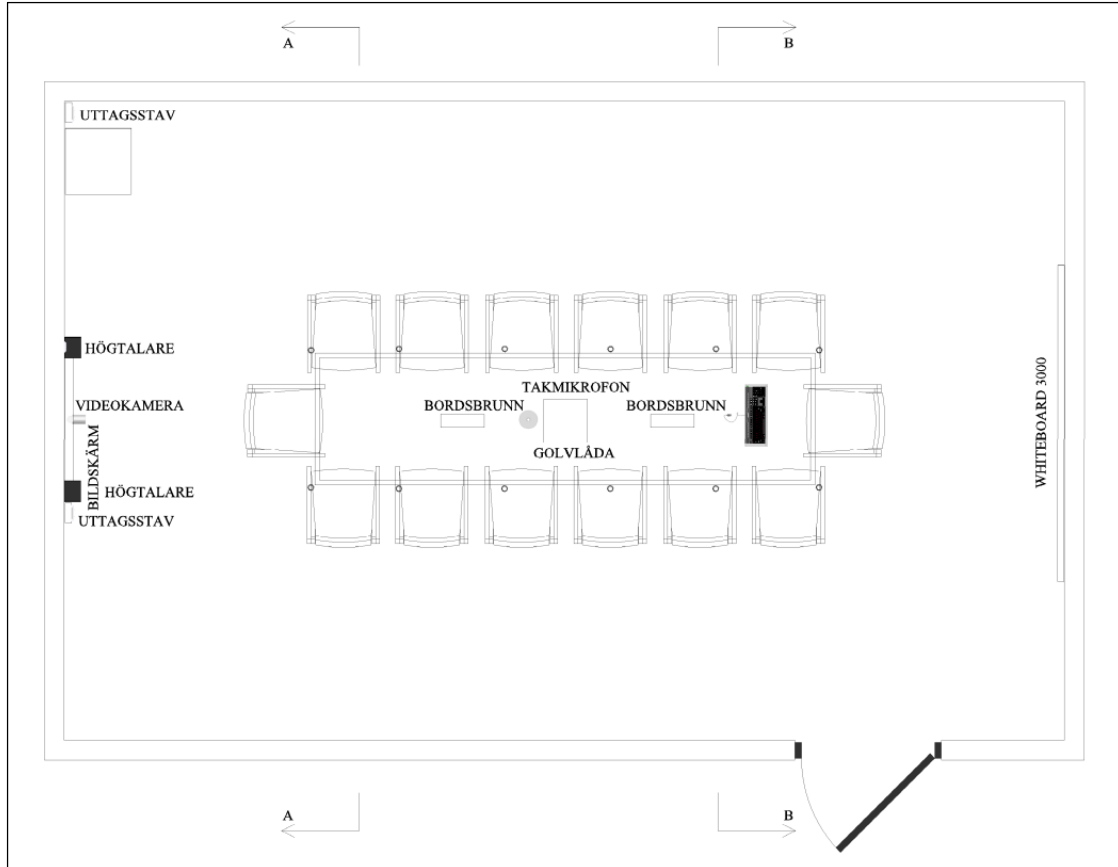 A
B
UTTAGSSTAV
HÖGTALARE
VIDEOKAMERA
BILDSKÄRM
HÖGTALARE
UTTAGSSTAV
TAKMIKROFON
BORDSBRUNN
BORDSBRUNN
GOLVLÅDA
WHITEBOARD 3000
A
B